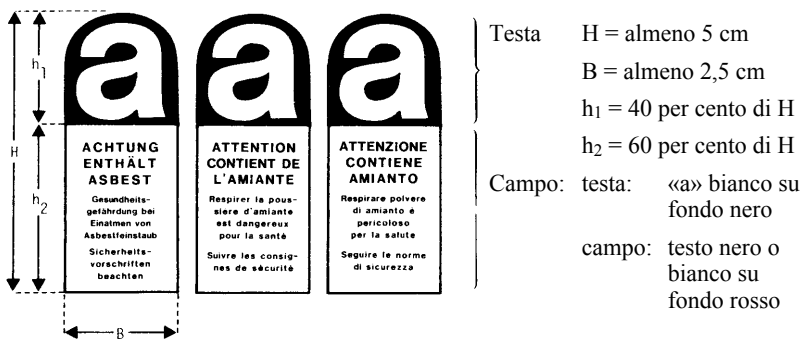 h1
H
h2
B
a
ACHTUNG
ENTHÄLT
ASBEST
Gesundheits-
gefährdung bei
Einatmen von
Asbestfeinstaub
Sicherheits-
vorschriften
beachten
a
ATTENTION
CONTIENT DE
L'AMIANTE
Respirer la pous-
siere d'amiante
est dangereux
pour la santé
Suivre les consig-
nes de sécurité
a
ATTENZIONE
CONTIENE
AMIANTO
Respirare polvere
di amianto é
pericoloso
per la salute
Seguire le norme
di sicurezza
Testa H = almeno 5 cm
B = almeno 2,5 cm
h1 = 40 per cento di H
h2 = 60 per cento di H
Campo: testa: «a» bianco su
fondo nero
campo: testo nero o
bianco su
fondo rosso